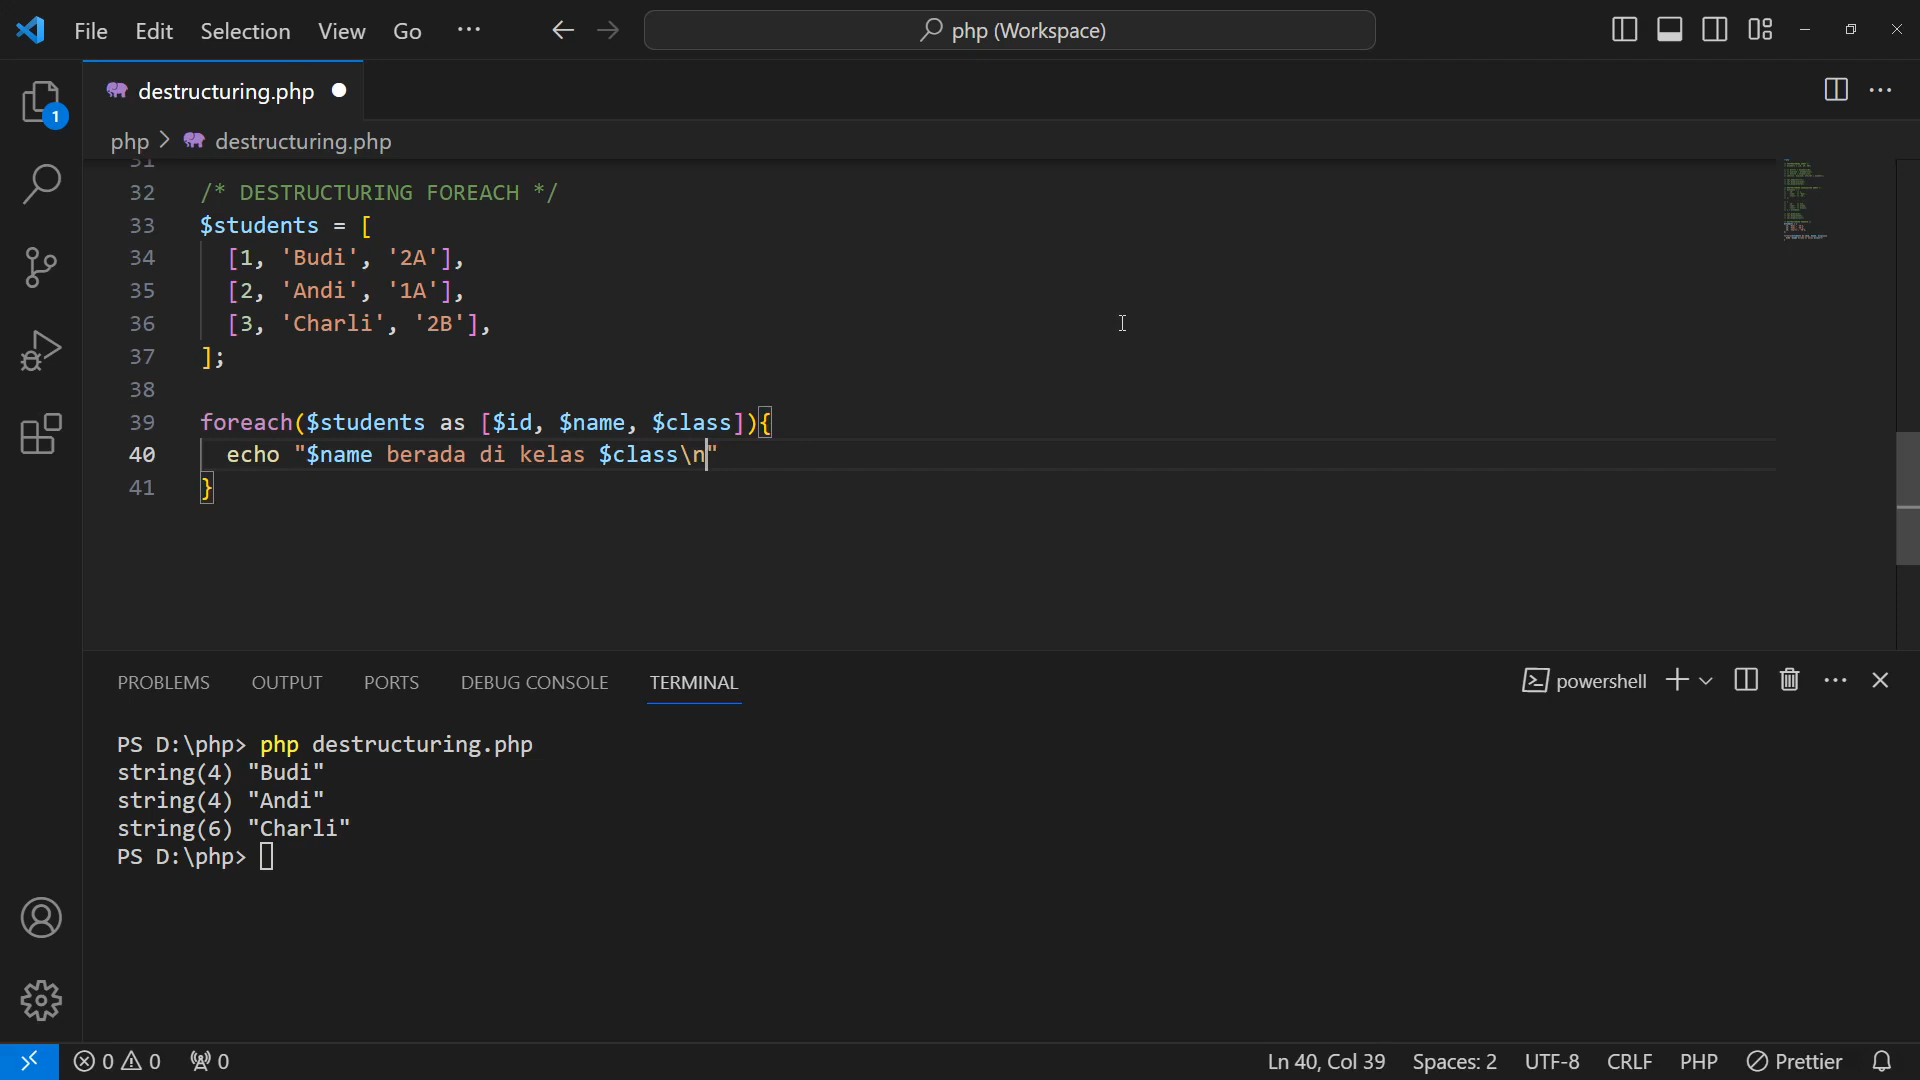 File Edit Selection View Go ··· php (Workspace)
destructuring.php
1
php > destructuring.php
31
32 /* DESTRUCTURING FOREACH */
33 $students = [
34 [1, 'Budi', '2A'],
35 [2, 'Andi', '1A'],
36 [3, 'Charli', '2B'],
37 ];
38
39 foreach($students as [$id, $name, $class]){
40 echo "$name berada di kelas $class\n"
41 }
PROBLEMS OUTPUT PORTS DEBUG CONSOLE TERMINAL powershell
PS D:\php> php destructuring.php
string(4) "Budi"
string(4) "Andi"
string(6) "Charli"
PS D:\php>
0 0 0 Ln 40, Col 39 Spaces: 2 UTF-8 CRLF PHP Prettier